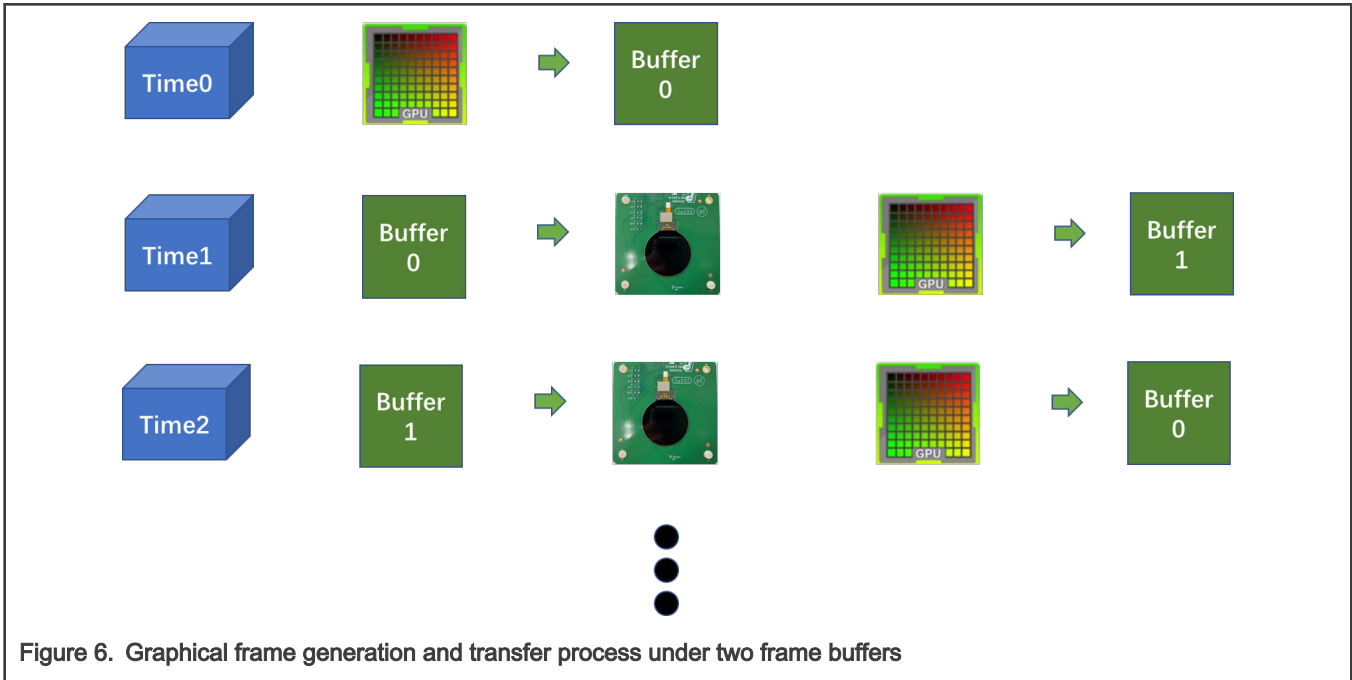 Time0
GPU
Buffer
0
Time1
Buffer
0
GPU
Buffer
1
Time2
Buffer
1
GPU
Buffer
0
Figure 6. Graphical frame generation and transfer process under two frame buffers